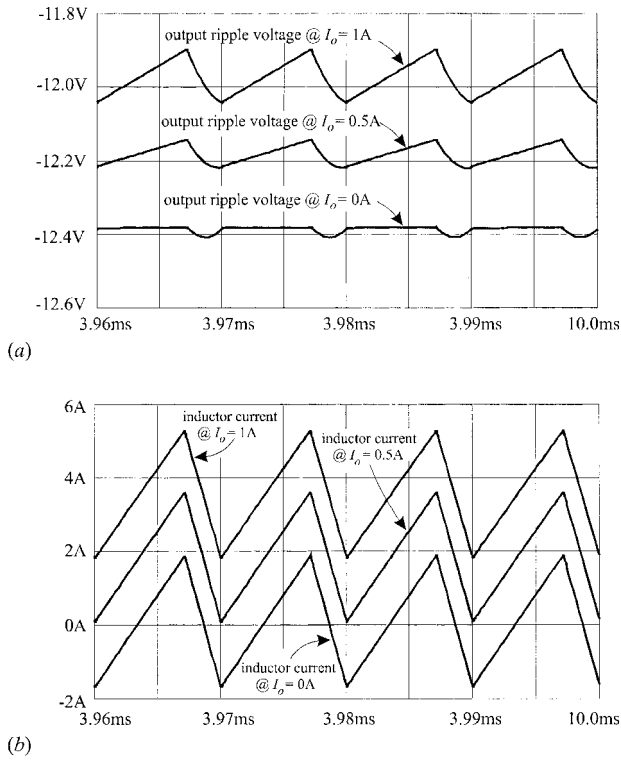 -11.8V
output ripple voltage @ Io = 1A
-12.0V
output ripple voltage @ Io = 0.5A
-12.2V
output ripple voltage @ Io = 0A
-12.4V
-12.6V
3.96ms 3.97ms 3.98ms 3.99ms 10.0ms
(a)
6A
inductor current
@ Io = 1A
inductor current
@ Io = 0.5A
4A
2A
0A
inductor current
@ Io = 0A
-2A
3.96ms 3.97ms 3.98ms 3.99ms 10.0ms
(b)